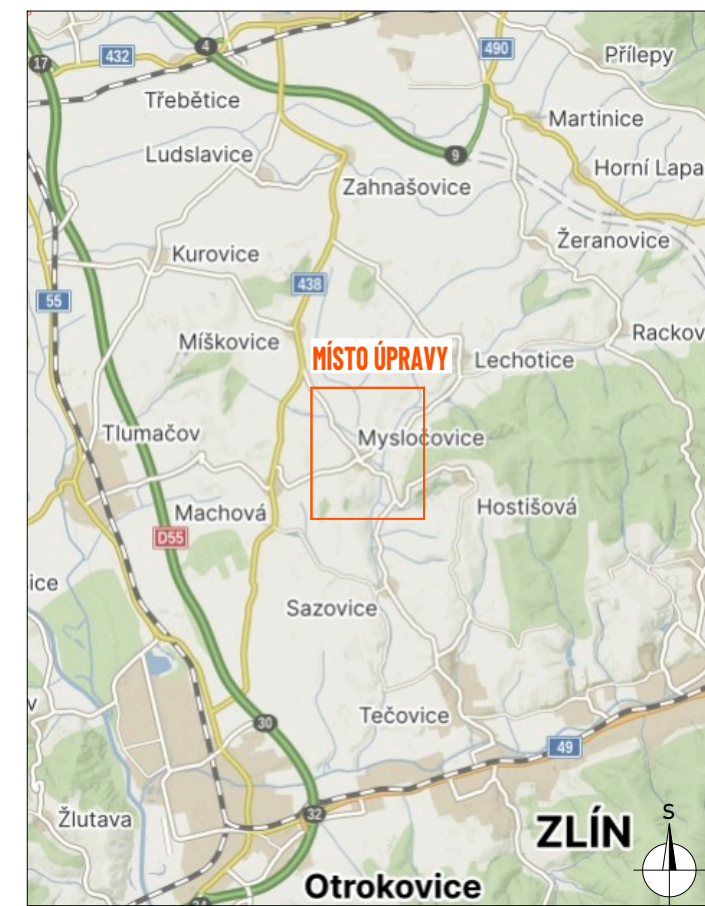 4
490
432
17
Přílepy
Třebětice
Martinice
Ludslavice
9
Horní Lapa
Zahnašovice
Žeranovice
Kurovice
438
55
Rackov
Míškovice
MÍSTO ÚPRAVY
Lechotice
Tlumačov
Mysločovice
Machová
Hostišová
D55
ice
Sazovice
v
Tečovice
30
49
Žlutava
32
ZLÍN
S
Otrokovice